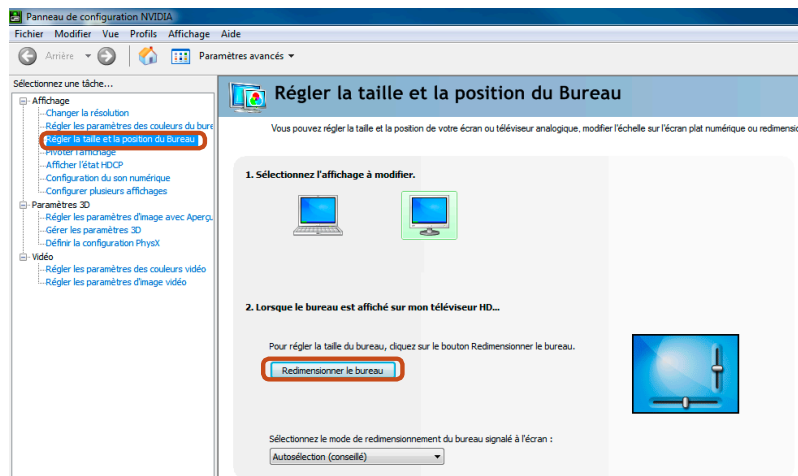 Panneau de configuration NVIDIA
Fichier Modifier Vue Profils Affichage Aide
Arrière Paramètres avancés
Sélectionnez une tâche...
Affichage
Changer la résolution
Régler les paramètres des couleurs du bure
Régler la taille et la position du Bureau
Pivoter l'affichage
Afficher l'état HDCP
Configuration du son numérique
Configurer plusieurs affichages
Paramètres 3D
Régler les paramètres d'image avec Aperç
Gérer les paramètres 3D
Définir la configuration PhysX
Vidéo
Régler les paramètres des couleurs vidéo
Régler les paramètres d'image vidéo
Régler la taille et la position du Bureau
Vous pouvez régler la taille et la position de votre écran ou téléviseur analogique, modifier l'échelle sur l'écran plat numérique ou redimensio
1. Sélectionnez l'affichage à modifier.
2. Lorsque le bureau est affiché sur mon téléviseur HD...
Pour régler la taille du bureau, cliquez sur le bouton Redimensionner le bureau.
Redimensionner le bureau
Sélectionnez le mode de redimensionnement du bureau signalé à l'écran :
Autosélection (conseillé)